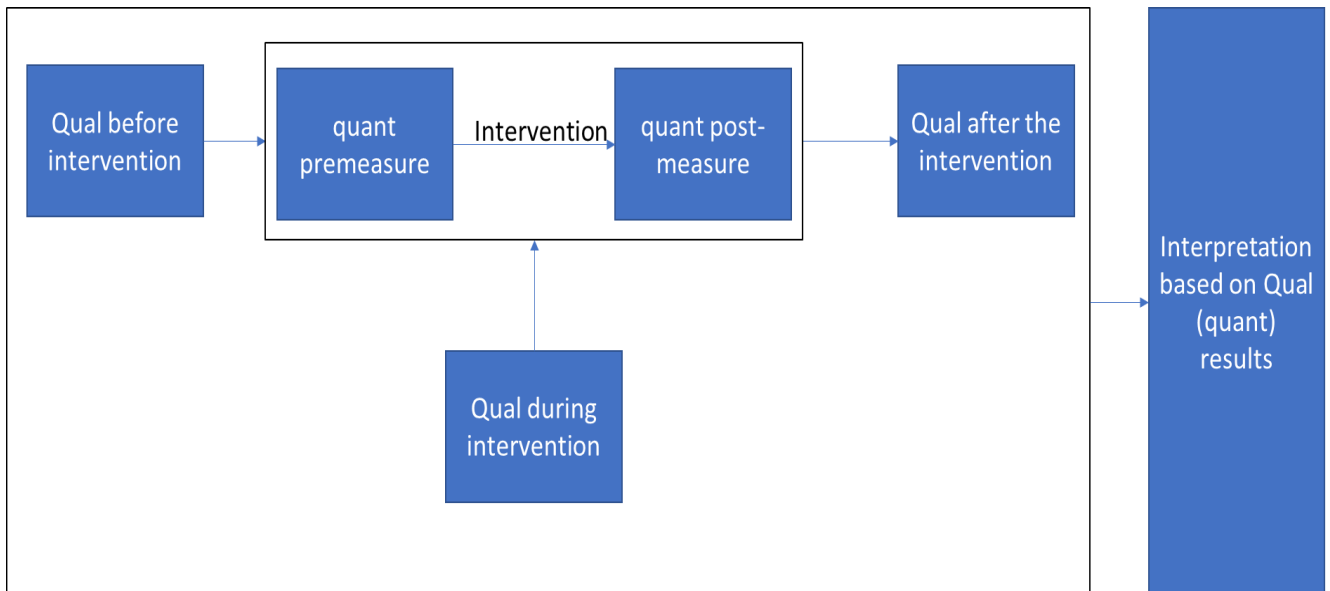 Qual before
intervention
quant
premeasure
Intervention
quant post-
measure
Qual after the
intervention
Qual during
intervention
Interpretation
based on Qual
(quant)
results